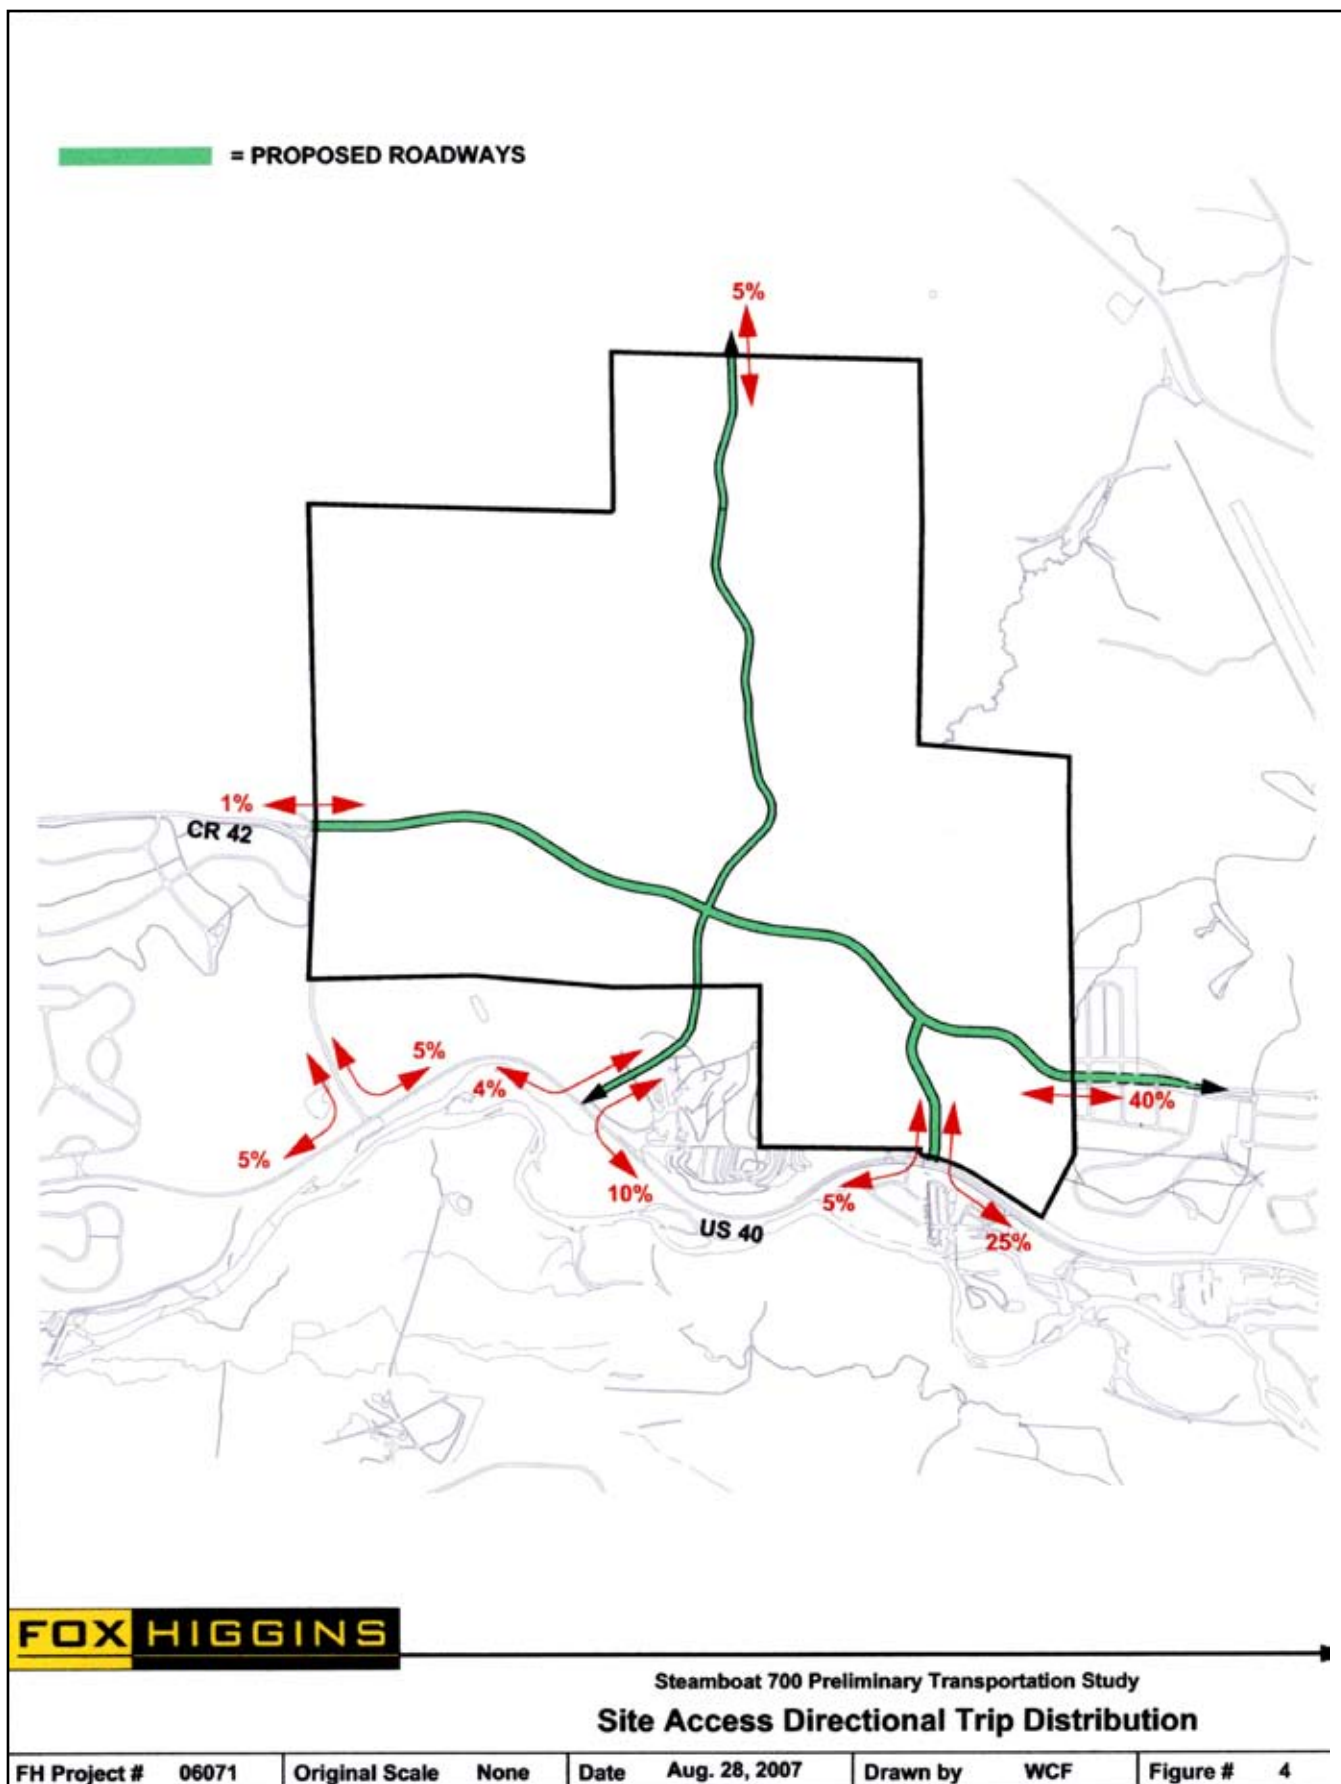 = PROPOSED ROADWAYS
5%
1%
CR 42
5%
4%
5%
10%
US 40
5%
25%
40%
FOX HIGGINS
Steamboat 700 Preliminary Transportation Study
Site Access Directional Trip Distribution
FH Project # 06071 Original Scale None Date Aug. 28, 2007 Drawn by WCF Figure # 4